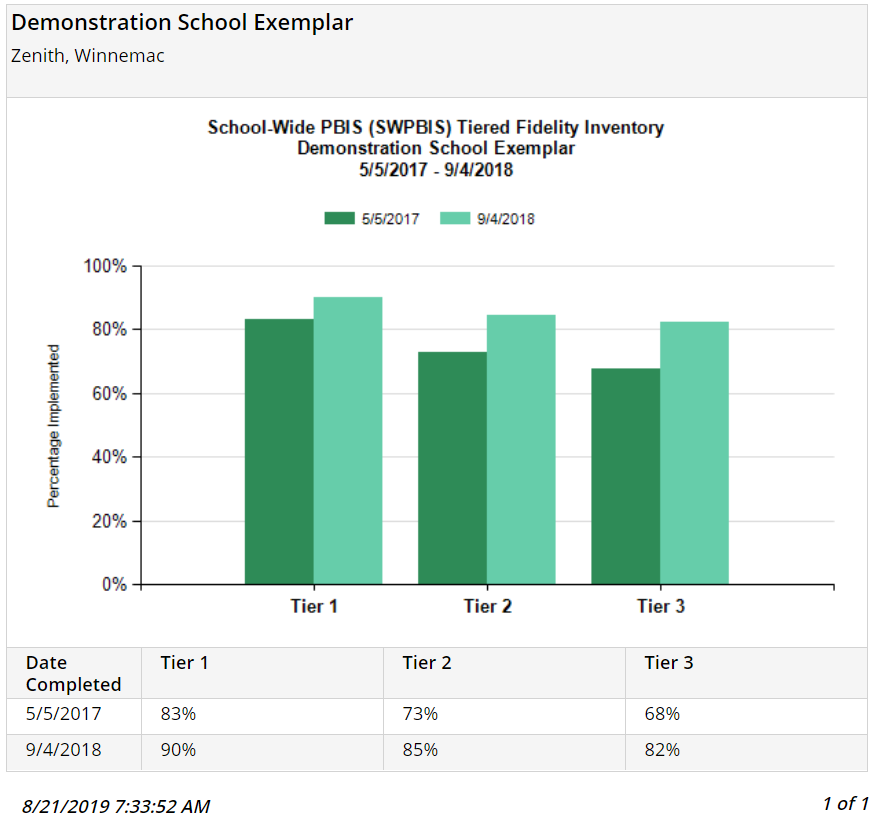 Demonstration School Exemplar
Zenith, Winnemac
School-Wide PBIS (SWPBIS) Tiered Fidelity Inventory
Demonstration School Exemplar
5/5/2017 - 9/4/2018
5/5/2017 9/4/2018
100%
80%
60%
40%
20%
0%
Percentage Implemented
Tier 1 Tier 2 Tier 3
Date Completed Tier 1 Tier 2 Tier 3
5/5/2017 83% 73% 68%
9/4/2018 90% 85% 82%
8/21/2019 7:33:52 AM 1 of 1